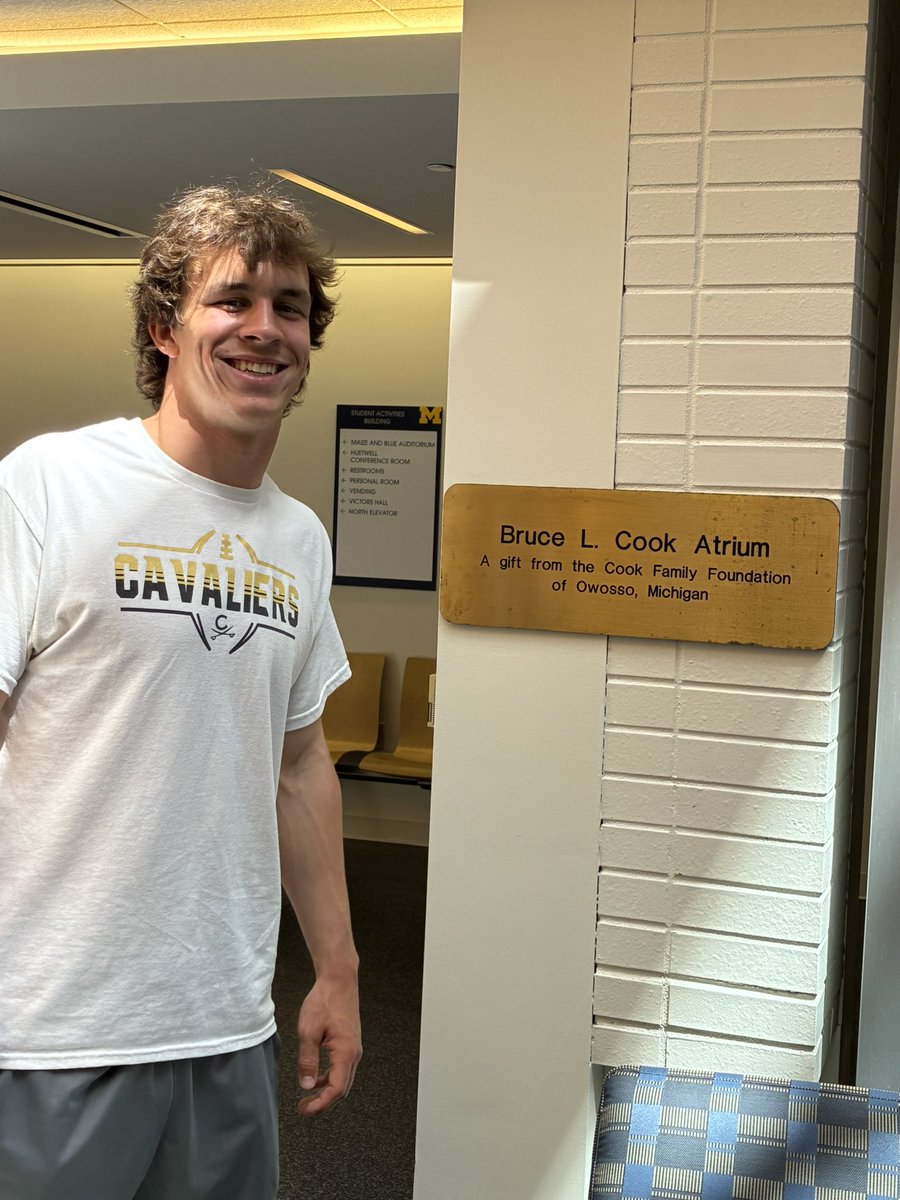 CAVALIERS
C
STUDENT ACTIVITIES
BUILDING
M
← MAIZE AND BLUE AUDITORIUM
← HUETWELL
CONFERENCE ROOM
← RESTROOMS
← PERSONAL ROOM
← VENDING
← VICTORS HALL
← NORTH ELEVATOR
Bruce L. Cook Atrium
A gift from the Cook Family Foundation
of Owosso, Michigan